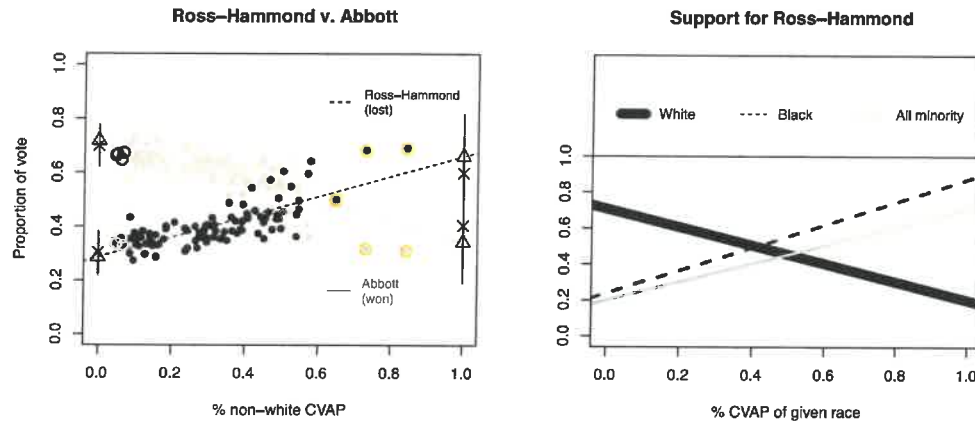 Ross–Hammond v. Abbott
Proportion of vote
1.0
0.8
0.6
0.4
0.2
0.0
Ross–Hammond
(lost)
Abbott
(won)
0.0 0.2 0.4 0.6 0.8 1.0
% non–white CVAP
Support for Ross–Hammond
White Black All minority
1.0
0.8
0.6
0.4
0.2
0.0
0.0 0.2 0.4 0.6 0.8 1.0
% CVAP of given race